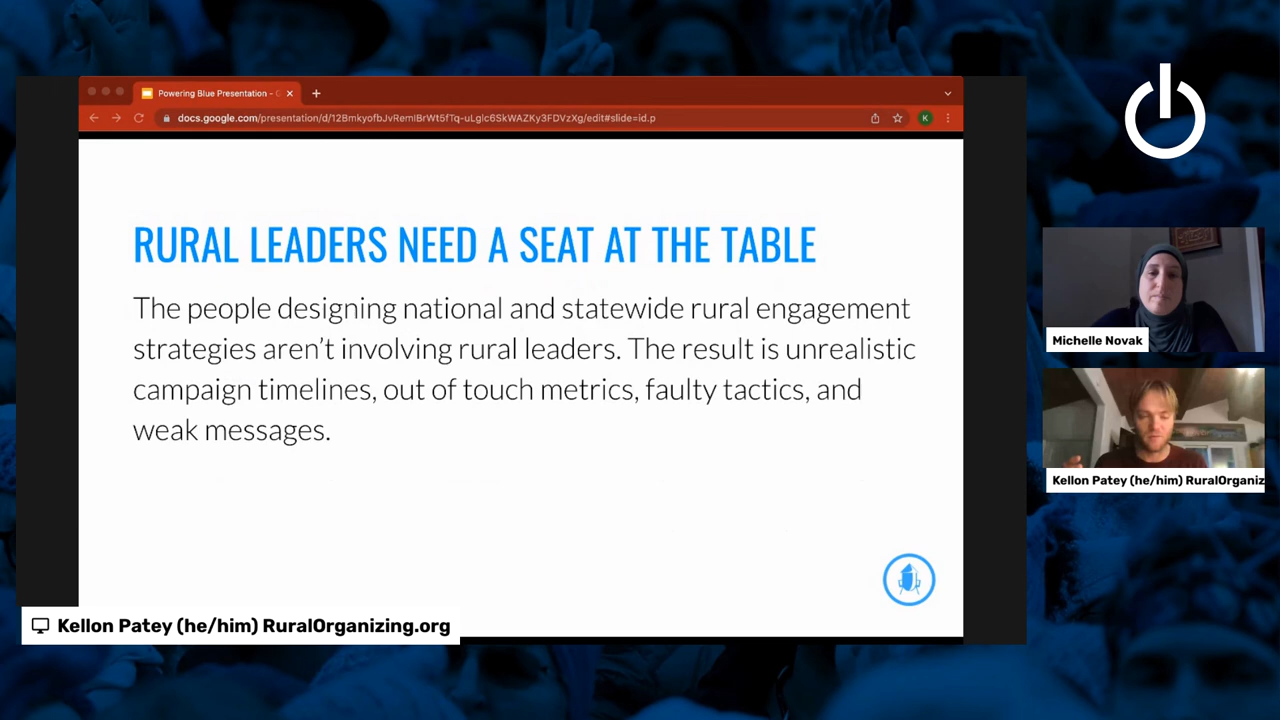 Powering Blue Presentation - G
docs.google.com/presentation/d/12BmkyofbJvRemIBrWt5fTq-uLglc6SkWAZKy3FDVzXg/edit#slide=id.p
K
RURAL LEADERS NEED A SEAT AT THE TABLE
The people designing national and statewide rural engagement
strategies aren't involving rural leaders. The result is unrealistic
campaign timelines, out of touch metrics, faulty tactics, and
weak messages.
Kellon Patey (he/him) RuralOrganizing.org
Michelle Novak
Kellon Patey (he/him) RuralOrganiz